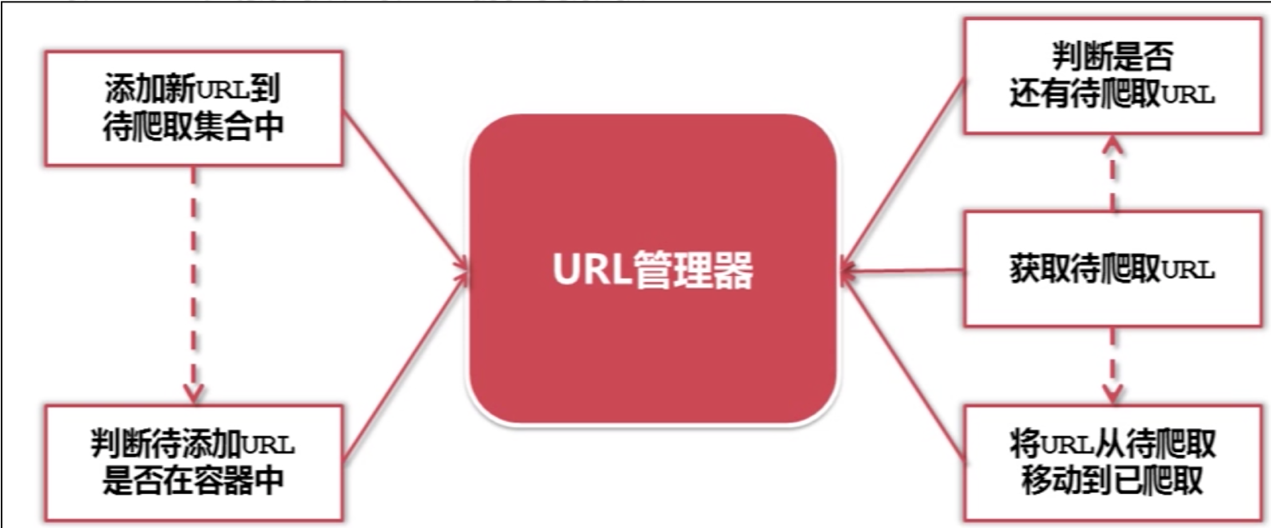 添加新URL到
待爬取集合中
判断待添加URL
是否在容器中
URL管理器
判断是否
还有待爬取URL
获取待爬取URL
将URL从待爬取
移动到已爬取